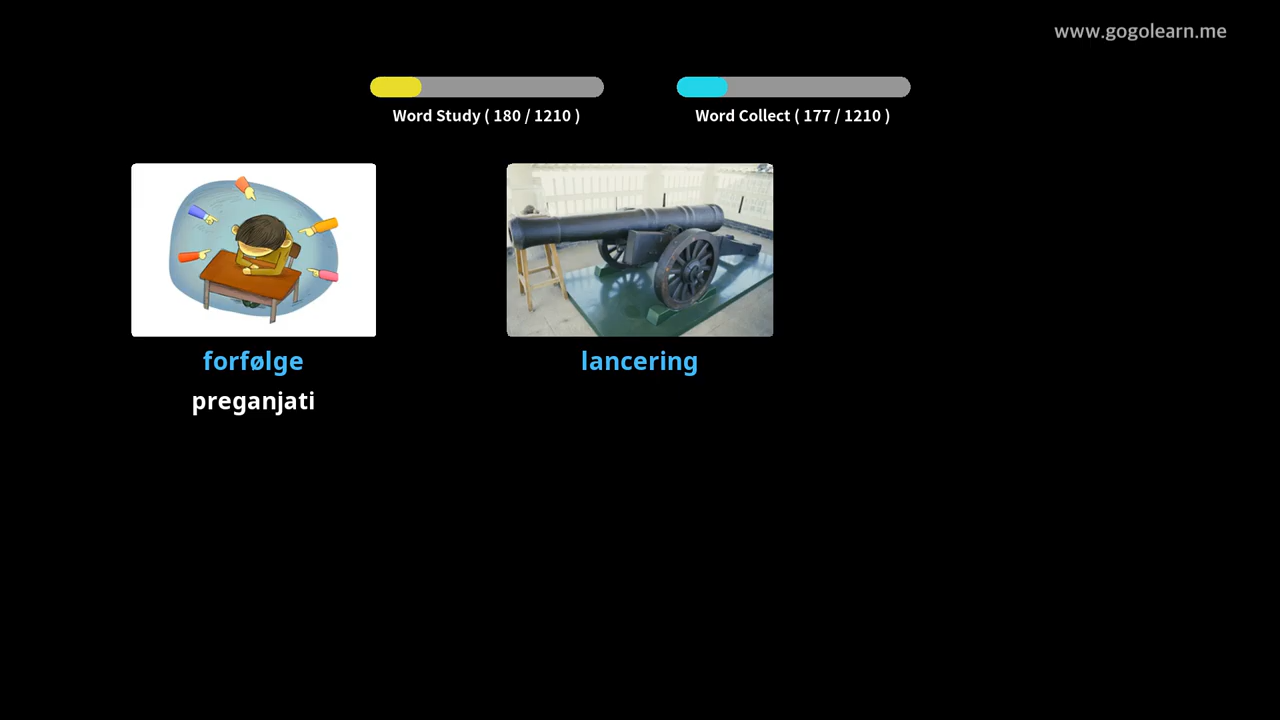 www.gogolearn.me
Word Study ( 180 / 1210 )
Word Collect ( 177 / 1210 )
forfølge
lancering
preganjati